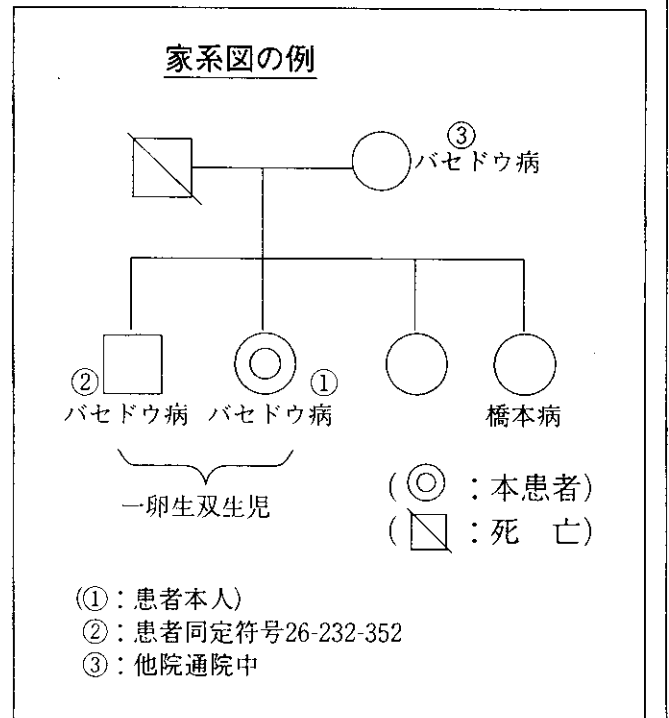 家系図の例
③
バセドウ病
② ①
バセドウ病 バセドウ病 橋本病
一卵生双生児
(◎：本患者)
(：死 亡)
(①：患者本人)
②：患者同定符号26-232-352
③：他院通院中